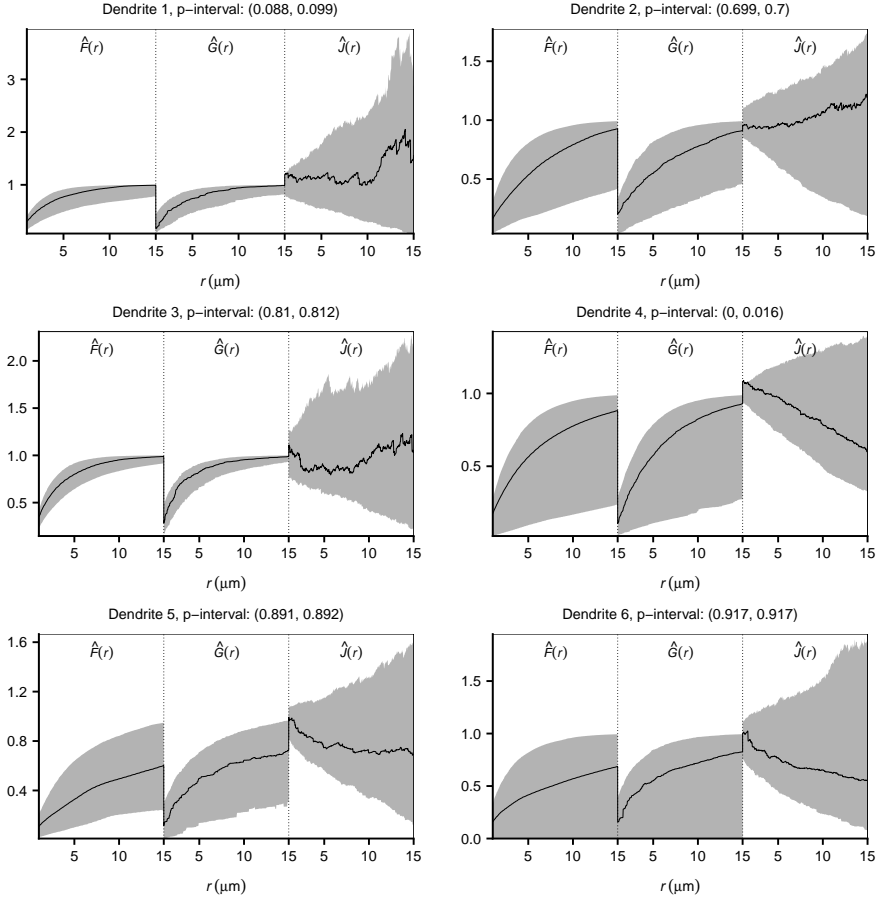 Dendrite 1, p−interval: (0.088, 0.099)
F̂(r) Ĝ(r) Ĵ(r)
3
2
1
5 10 15 5 10 15 5 10 15
r (μm)
Dendrite 2, p−interval: (0.699, 0.7)
F̂(r) Ĝ(r) Ĵ(r)
1.5
1.0
0.5
5 10 15 5 10 15 5 10 15
r (μm)
Dendrite 3, p−interval: (0.81, 0.812)
F̂(r) Ĝ(r) Ĵ(r)
2.0
1.5
1.0
0.5
5 10 15 5 10 15 5 10 15
r (μm)
Dendrite 4, p−interval: (0, 0.016)
F̂(r) Ĝ(r) Ĵ(r)
1.0
0.5
5 10 15 5 10 15 5 10 15
r (μm)
Dendrite 5, p−interval: (0.891, 0.892)
F̂(r) Ĝ(r) Ĵ(r)
1.6
1.2
0.8
0.4
5 10 15 5 10 15 5 10 15
r (μm)
Dendrite 6, p−interval: (0.917, 0.917)
F̂(r) Ĝ(r) Ĵ(r)
1.5
1.0
0.5
0.0
5 10 15 5 10 15 5 10 15
r (μm)